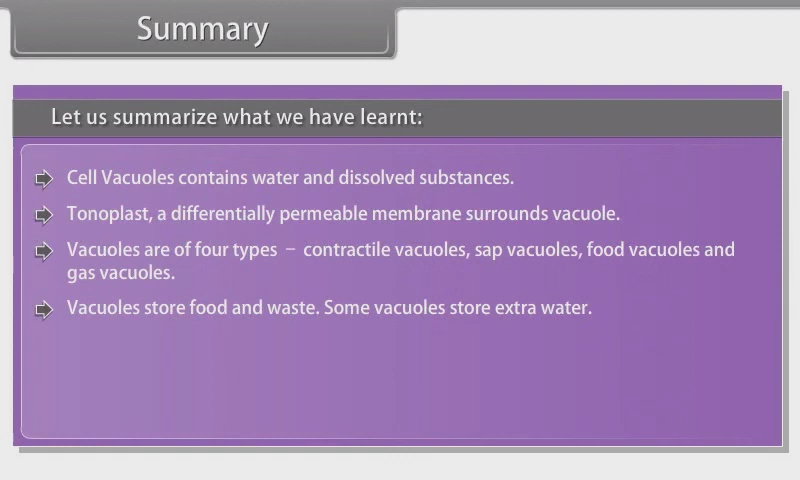 Summary
Let us summarize what we have learnt:
Cell Vacuoles contains water and dissolved substances.
Tonoplast, a differentially permeable membrane surrounds vacuole.
Vacuoles are of four types – contractile vacuoles, sap vacuoles, food vacuoles and
gas vacuoles.
Vacuoles store food and waste. Some vacuoles store extra water.